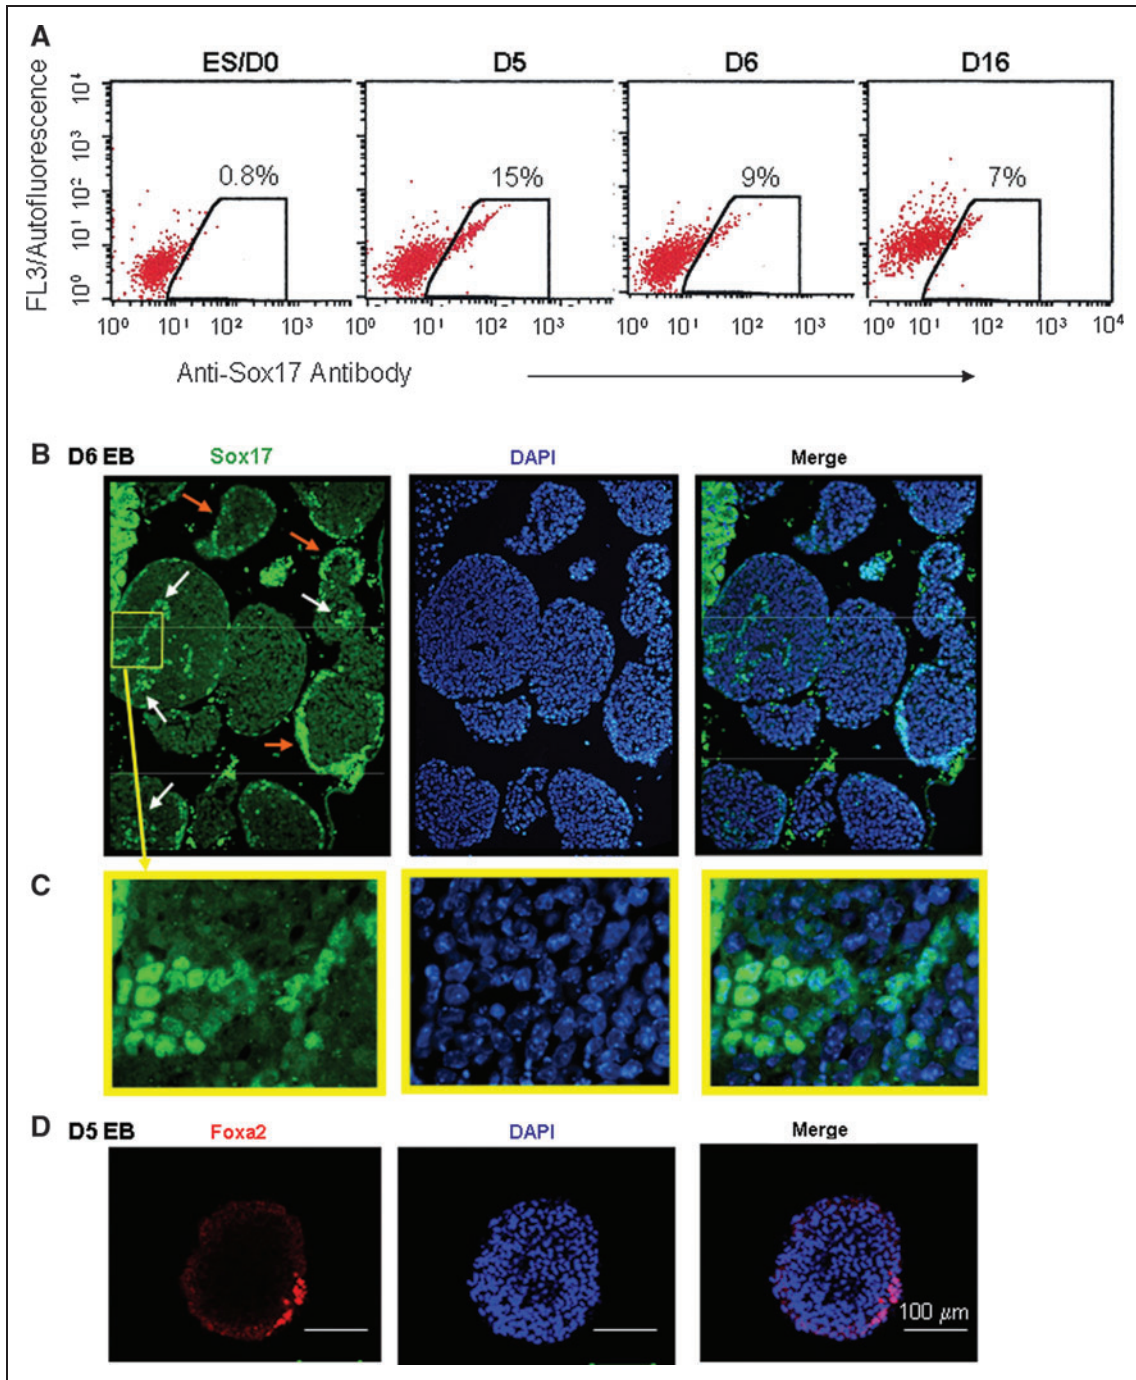 A
ES/D0 D5 D6 D16
FL3/Autofluorescence
10⁴ 10³ 10² 10¹ 10⁰
0.8% 15% 9% 7%
10⁰ 10¹ 10² 10³ 10⁰ 10¹ 10² 10³ 10⁰ 10¹ 10² 10³ 10⁰ 10¹ 10² 10³ 10⁴
Anti-Sox17 Antibody
B D6 EB Sox17 DAPI Merge
C
D D5 EB Foxa2 DAPI Merge
100 µm